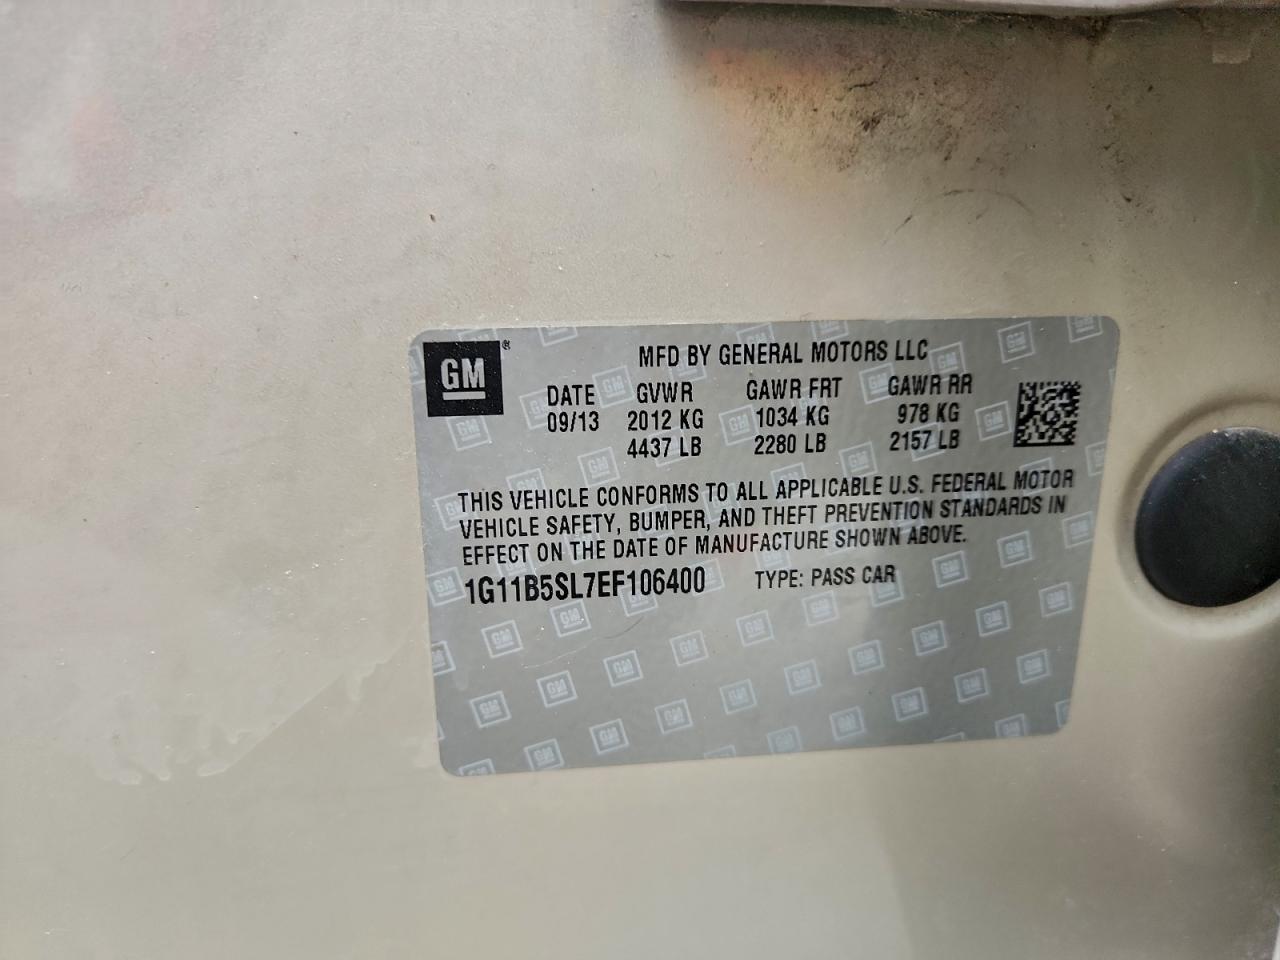 GM ®
MFD BY GENERAL MOTORS LLC
DATE GVWR GAWR FRT GAWR RR
09/13 2012 KG 1034 KG 978 KG
4437 LB 2280 LB 2157 LB
THIS VEHICLE CONFORMS TO ALL APPLICABLE U.S. FEDERAL MOTOR
VEHICLE SAFETY, BUMPER, AND THEFT PREVENTION STANDARDS IN
EFFECT ON THE DATE OF MANUFACTURE SHOWN ABOVE.
1G11B5SL7EF106400 TYPE: PASS CAR